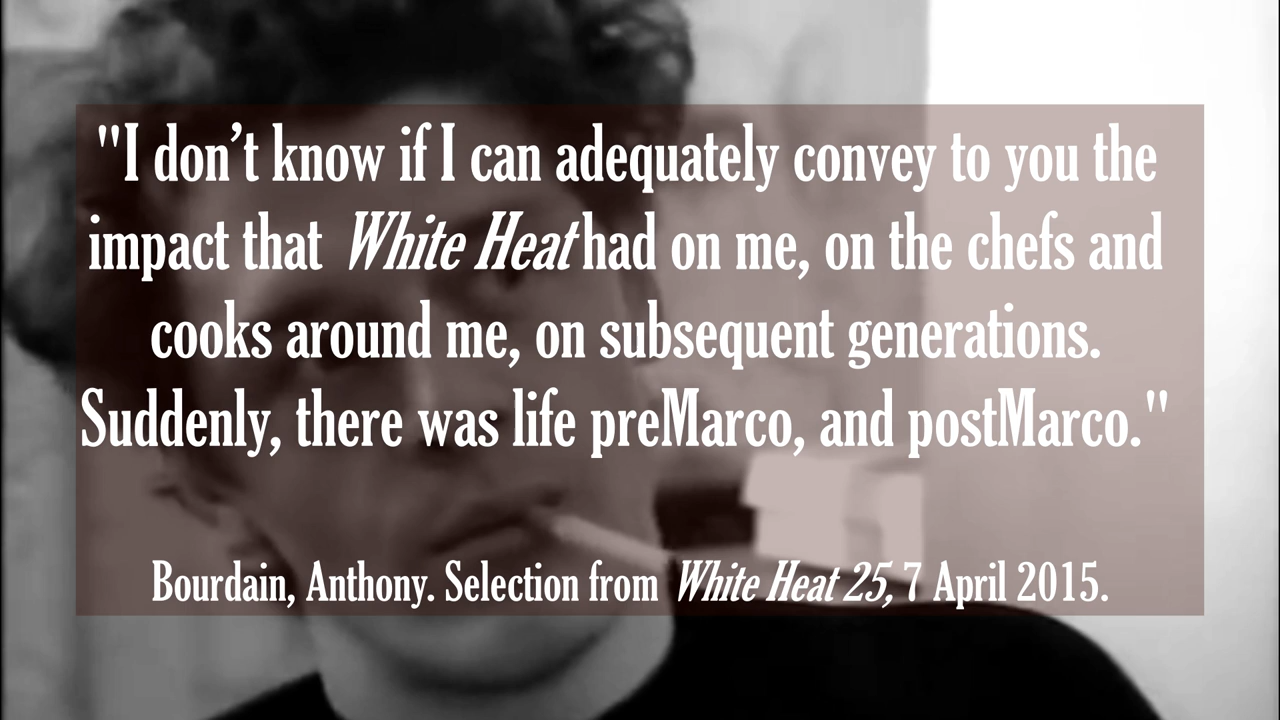 "I don’t know if I can adequately convey to you the
impact that White Heat had on me, on the chefs and
cooks around me, on subsequent generations.
Suddenly, there was life preMarco, and postMarco."
Bourdain, Anthony. Selection from White Heat 25, 7 April 2015.